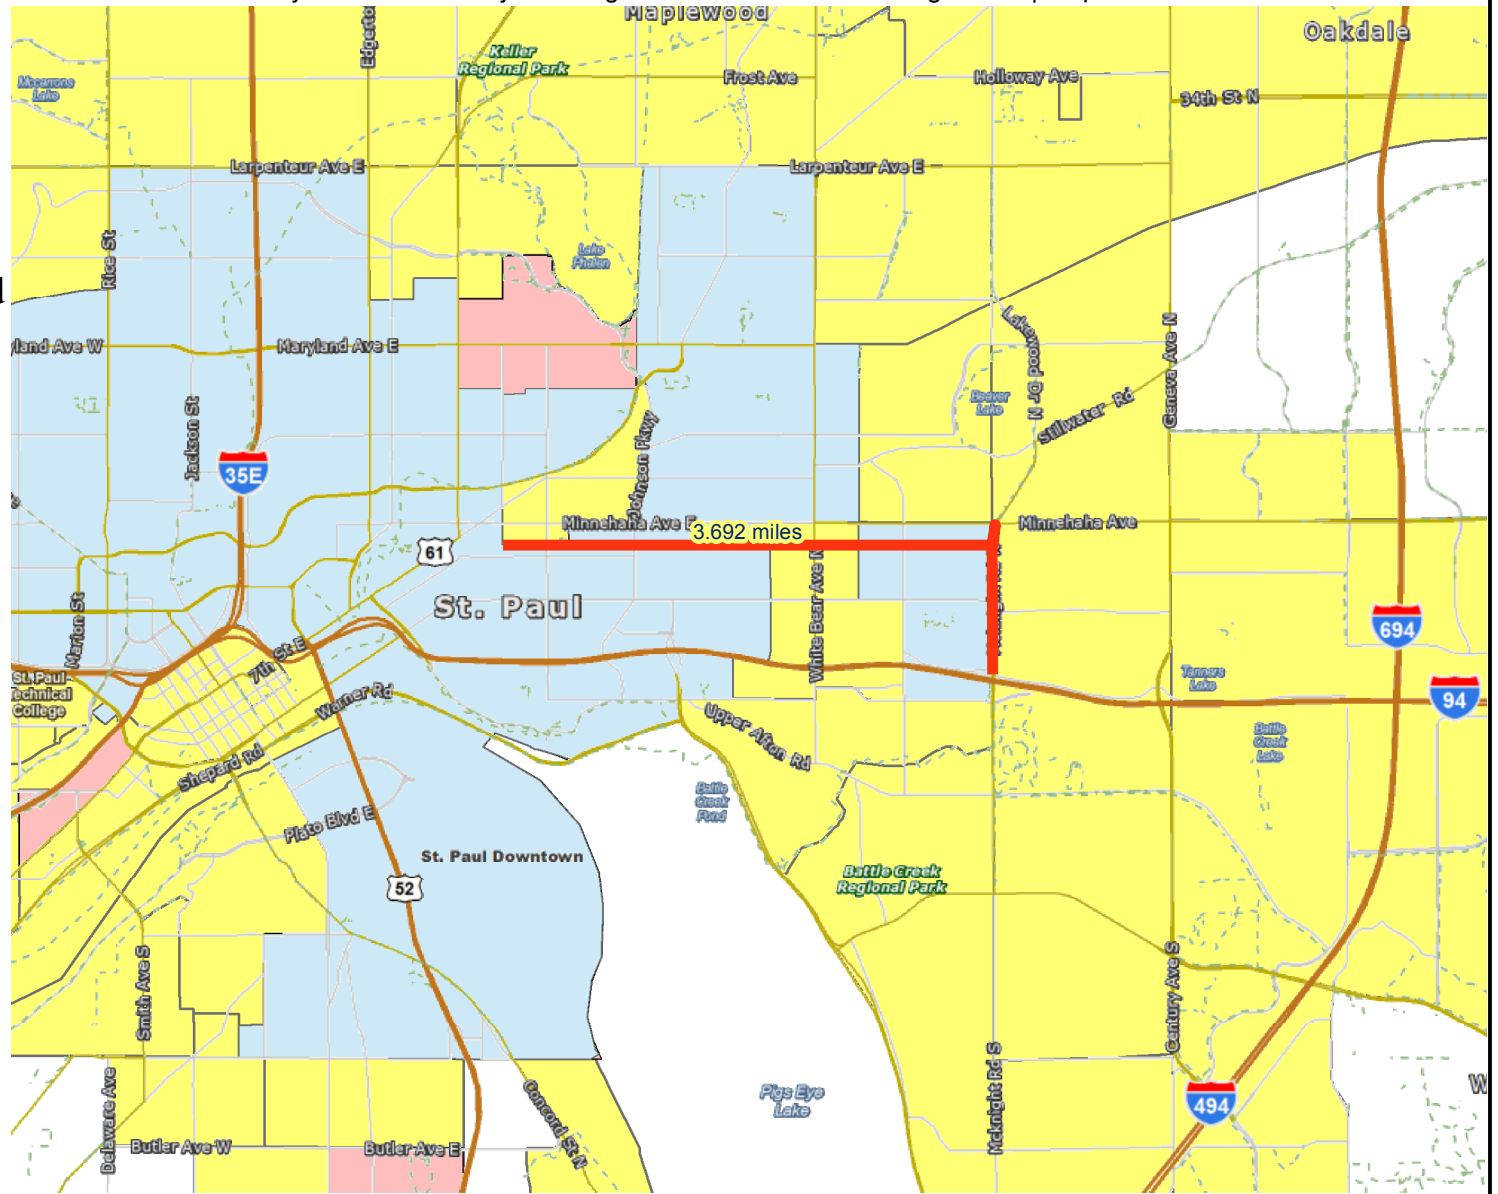 Maplewood
Oakdale
Edgerto
Keller
Regional Park
Mccarrons
Lake
Frost Ave
Holloway Ave
34th St N
Larpenteur Ave E
Larpenteur Ave E
Rice St
Lake
Phalen
yland Ave W
Maryland Ave E
Lakewood Dr N
Geneva Ave N
Jackson St
Beaver
Lake
Stillwater Rd
Johnson Pkwy
35E
Minnehaha Ave E
3.692 miles
Minnehaha Ave
61
St. Paul
White Bear Ave N
Marion St
694
7th St E
St. Paul
Technical
College
Warner Rd
Tanners
Lake
94
Upper Afton Rd
Shepard Rd
Battle
Creek
Lake
Battle
Creek
Pond
Plato Blvd E
St. Paul Downtown
52
Battle Creek
Regional Park
Smith Ave S
Century Ave S
Mcknight Rd S
Delaware Ave
Concord St N
Pigs Eye
Lake
494
W
Butler Ave W
Butler Ave E